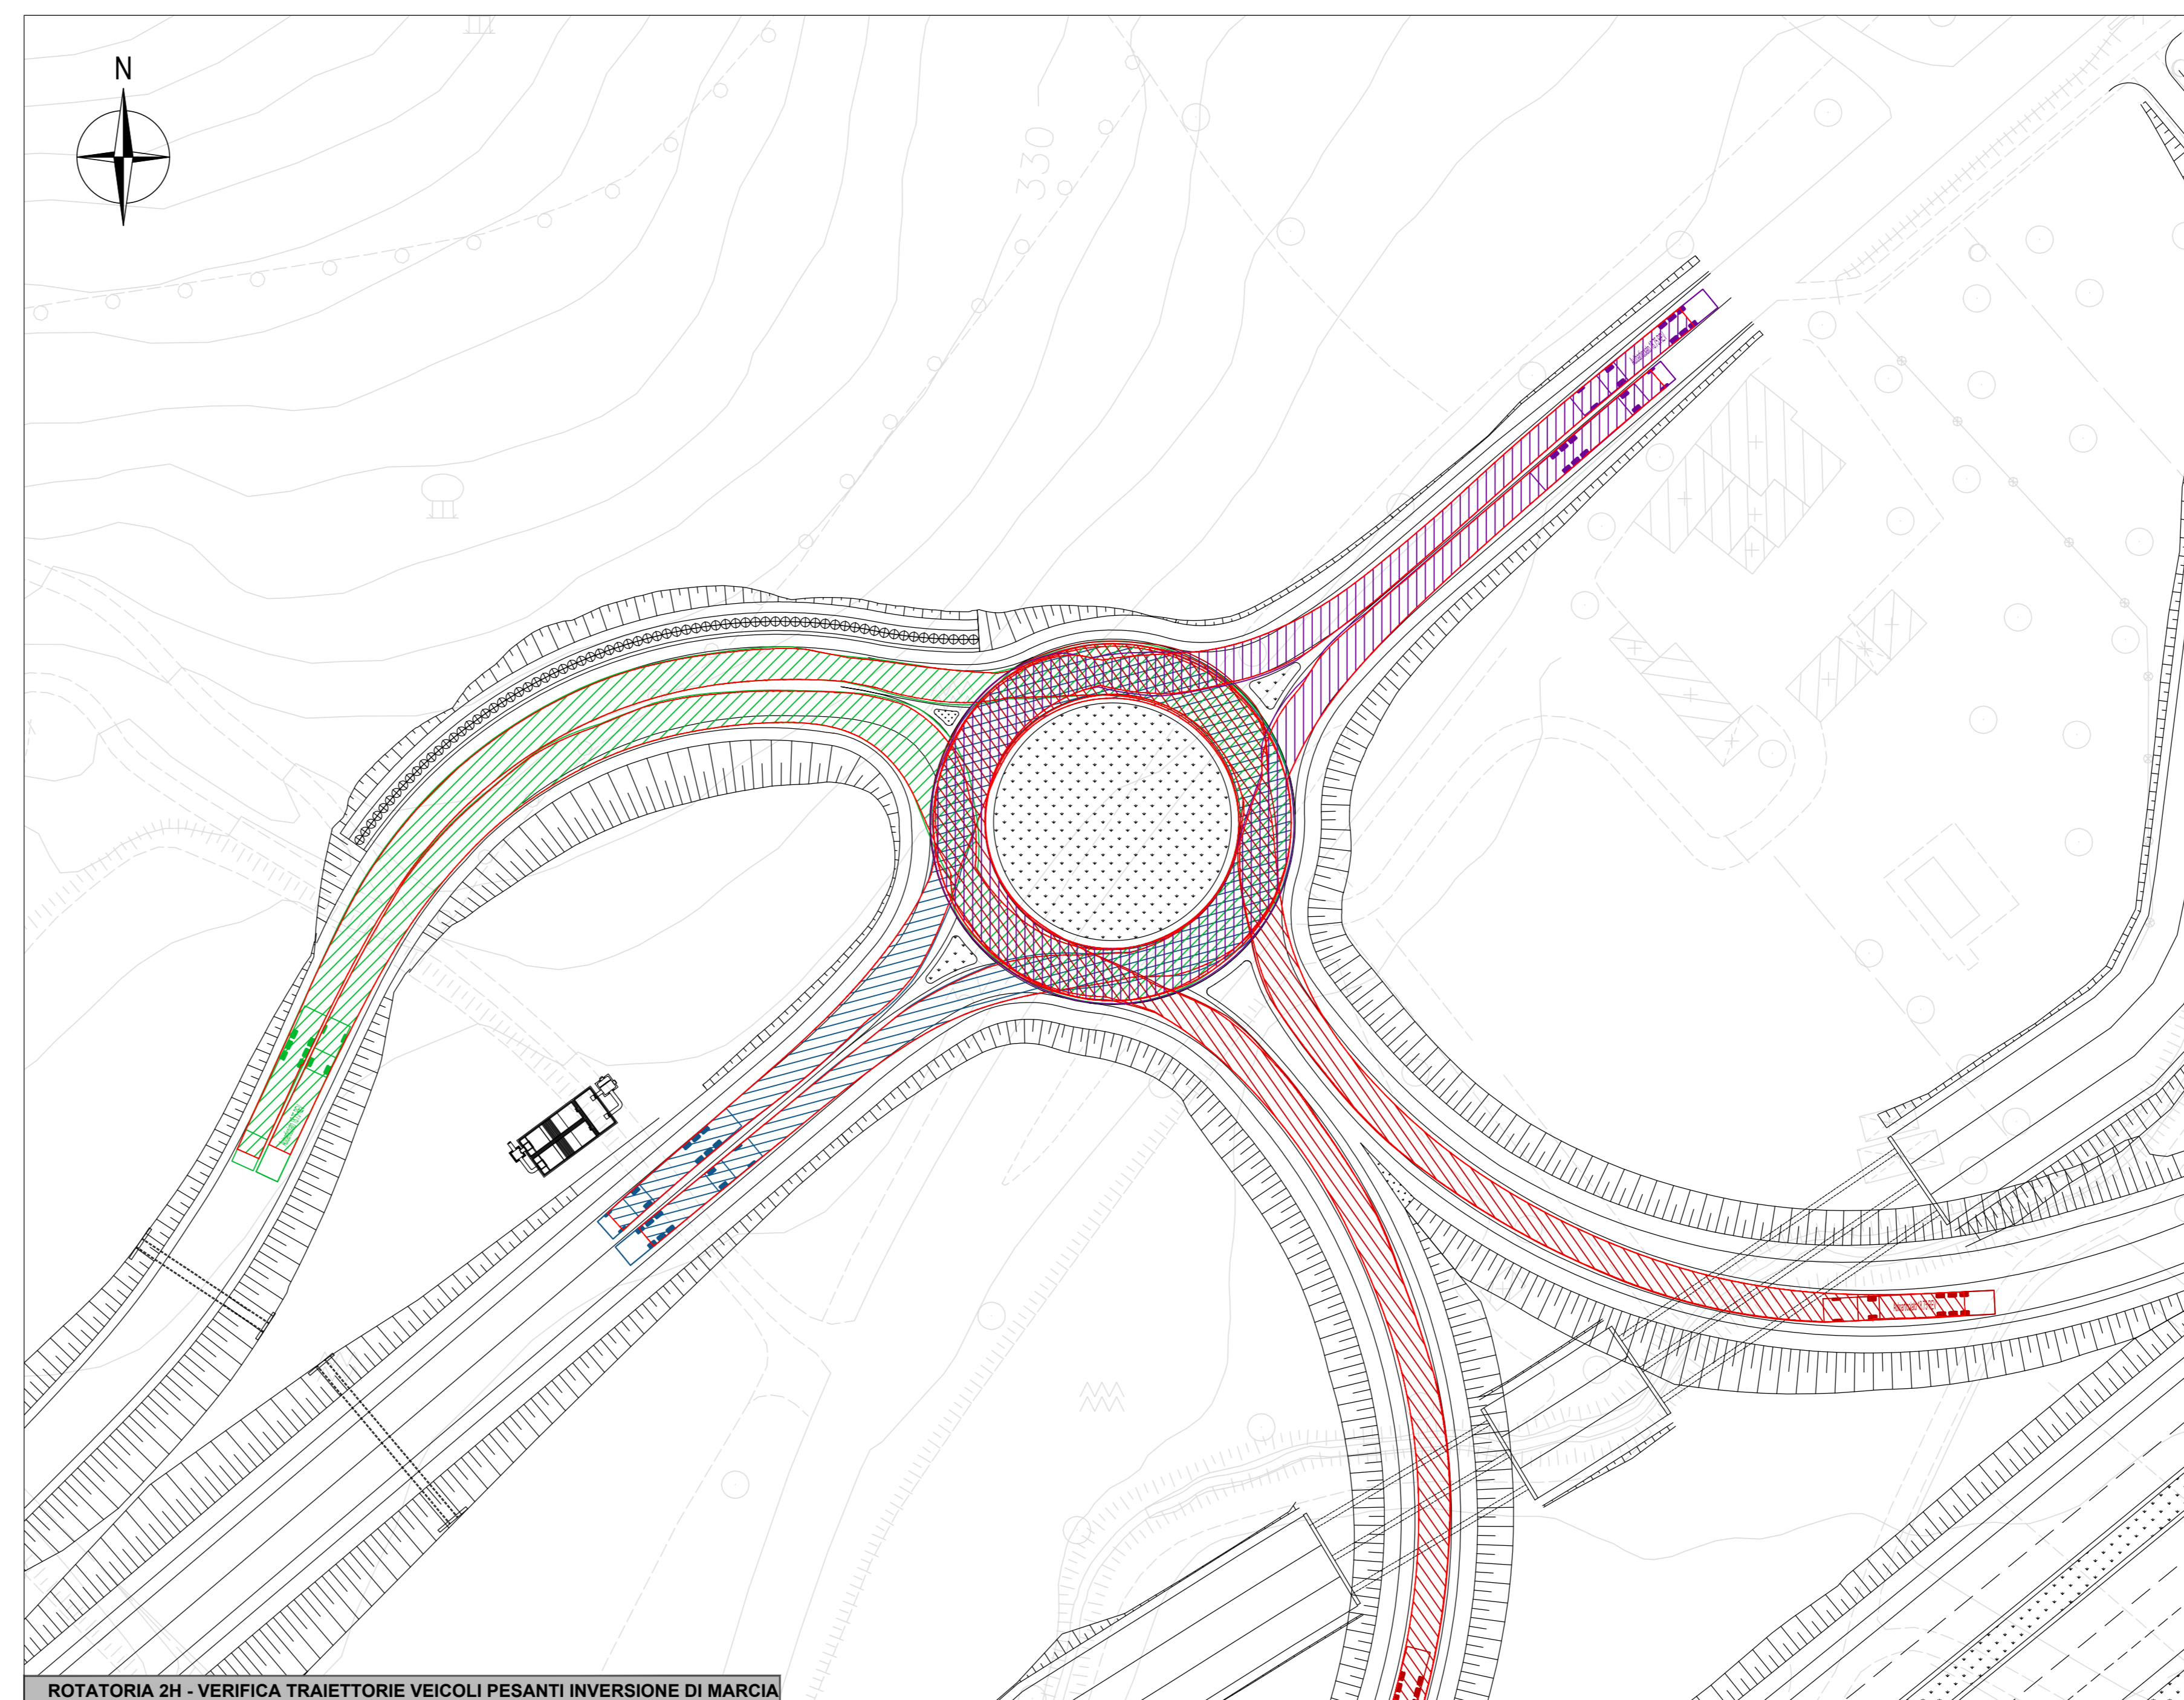 N
330
ROTATORIA 2H - VERIFICA TRAIETTORIE VEICOLI PESANTI INVERSIONE DI MARCIA